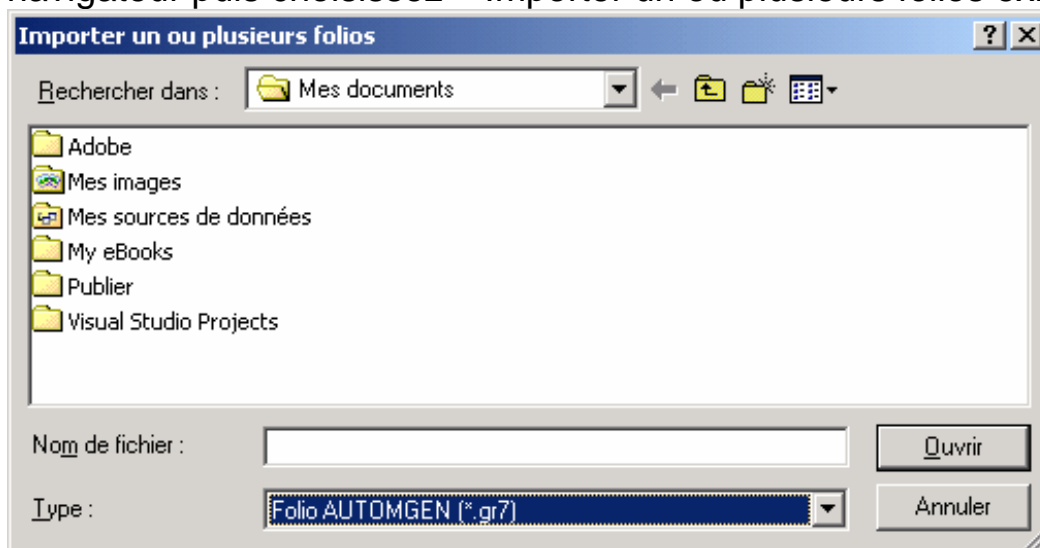 Importer un ou plusieurs folios
Rechercher dans : Mes documents
Adobe
Mes images
Mes sources de données
My eBooks
Publier
Visual Studio Projects
Nom de fichier : Ouvrir
Type : Folio AUTOMGEN (*.gr7) Annuler